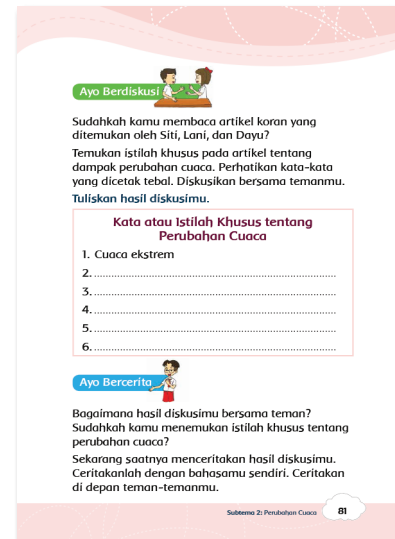 Ayo Berdiskusi
Sudahkah kamu membaca artikel koran yang
ditemukan oleh Siti, Lani, dan Dayu?
Temukan istilah khusus pada artikel tentang
dampak perubahan cuaca. Perhatikan kata-kata
yang dicetak tebal. Diskusikan bersama temanmu.
Tuliskan hasil diskusimu.
Kata atau Istilah Khusus tentang
Perubahan Cuaca
1. Cuaca ekstrem
2. ........................................................................
3. ........................................................................
4. ........................................................................
5. ........................................................................
6. ........................................................................
Ayo Bercerita
Bagaimana hasil diskusimu bersama teman?
Sudahkah kamu menemukan istilah khusus tentang
perubahan cuaca?
Sekarang saatnya menceritakan hasil diskusimu.
Ceritakanlah dengan bahasamu sendiri. Ceritakan
di depan teman-temanmu.
Subtema 2: Perubahan Cuaca 81